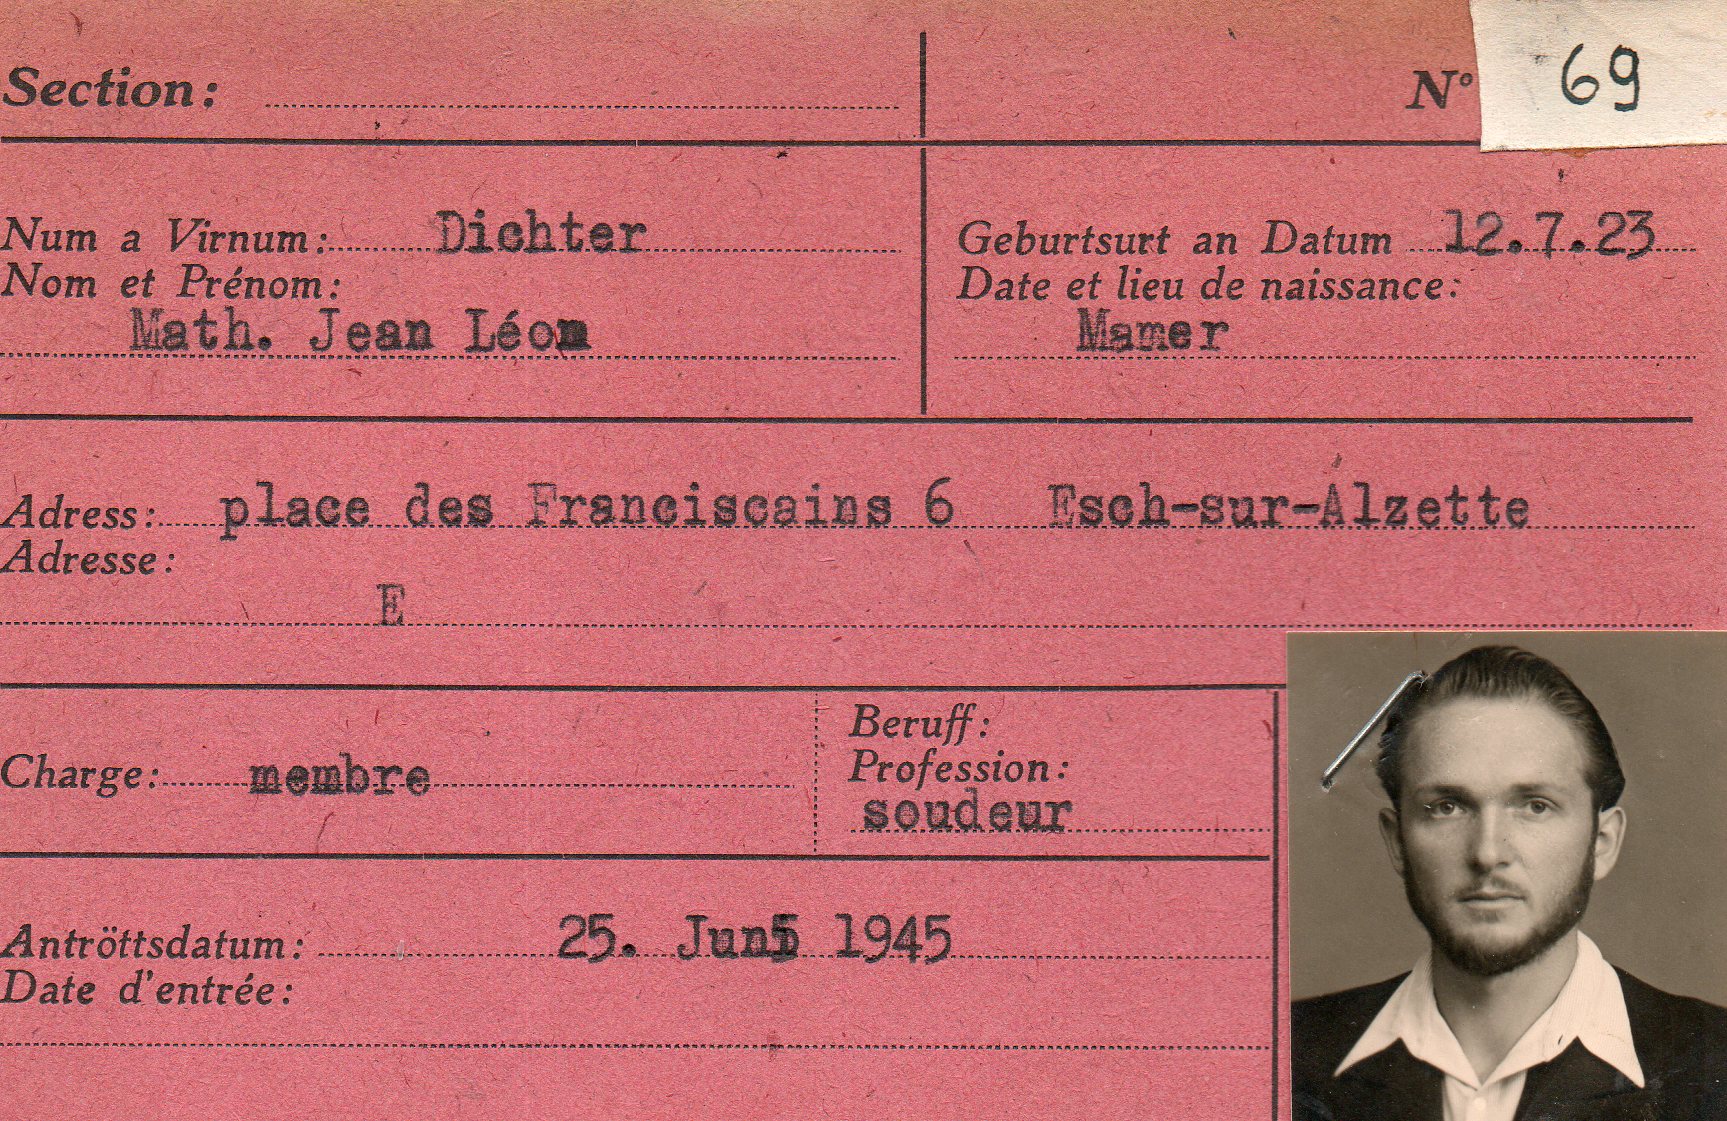 Section:
N° 69
Num a Virnum: Dichter
Nom et Prénom:
Math. Jean Léon
Geburtsurt an Datum 12.7.23
Date et lieu de naissance:
Mamer
Adress: place des Franciscains 6 Esch-sur-Alzette
Adresse:
E
Charge: membre
Beruff:
Profession:
soudeur
Antröttsdatum: 25. Juni 1945
Date d'entrée: